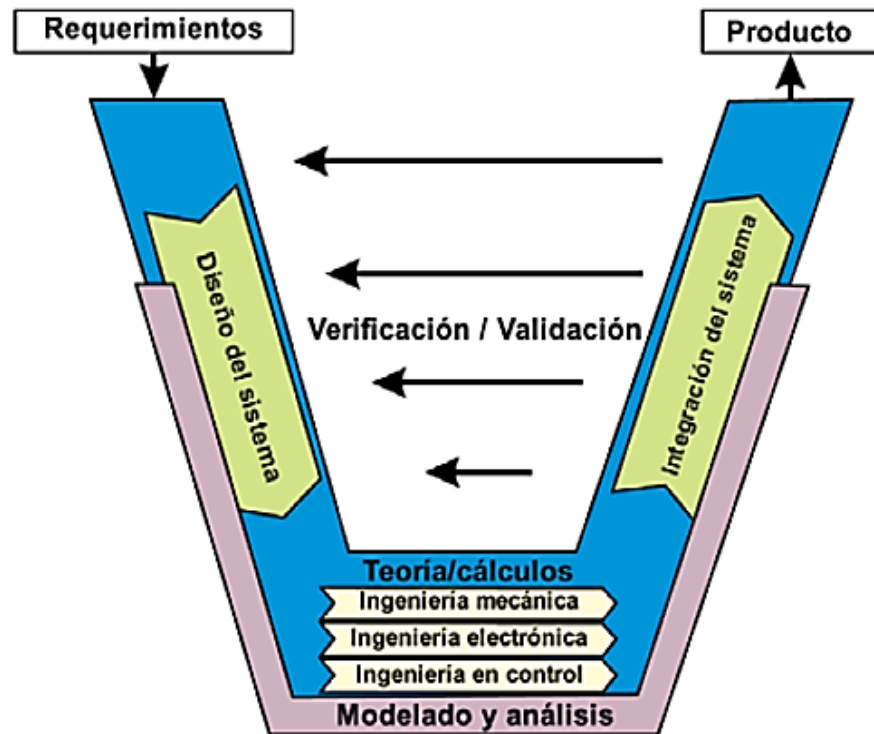 Requerimientos
Producto
Diseño del sistema
Verificación / Validación
Integración del sistema
Teoría/cálculos
Ingeniería mecánica
Ingeniería electrónica
Ingeniería en control
Modelado y análisis